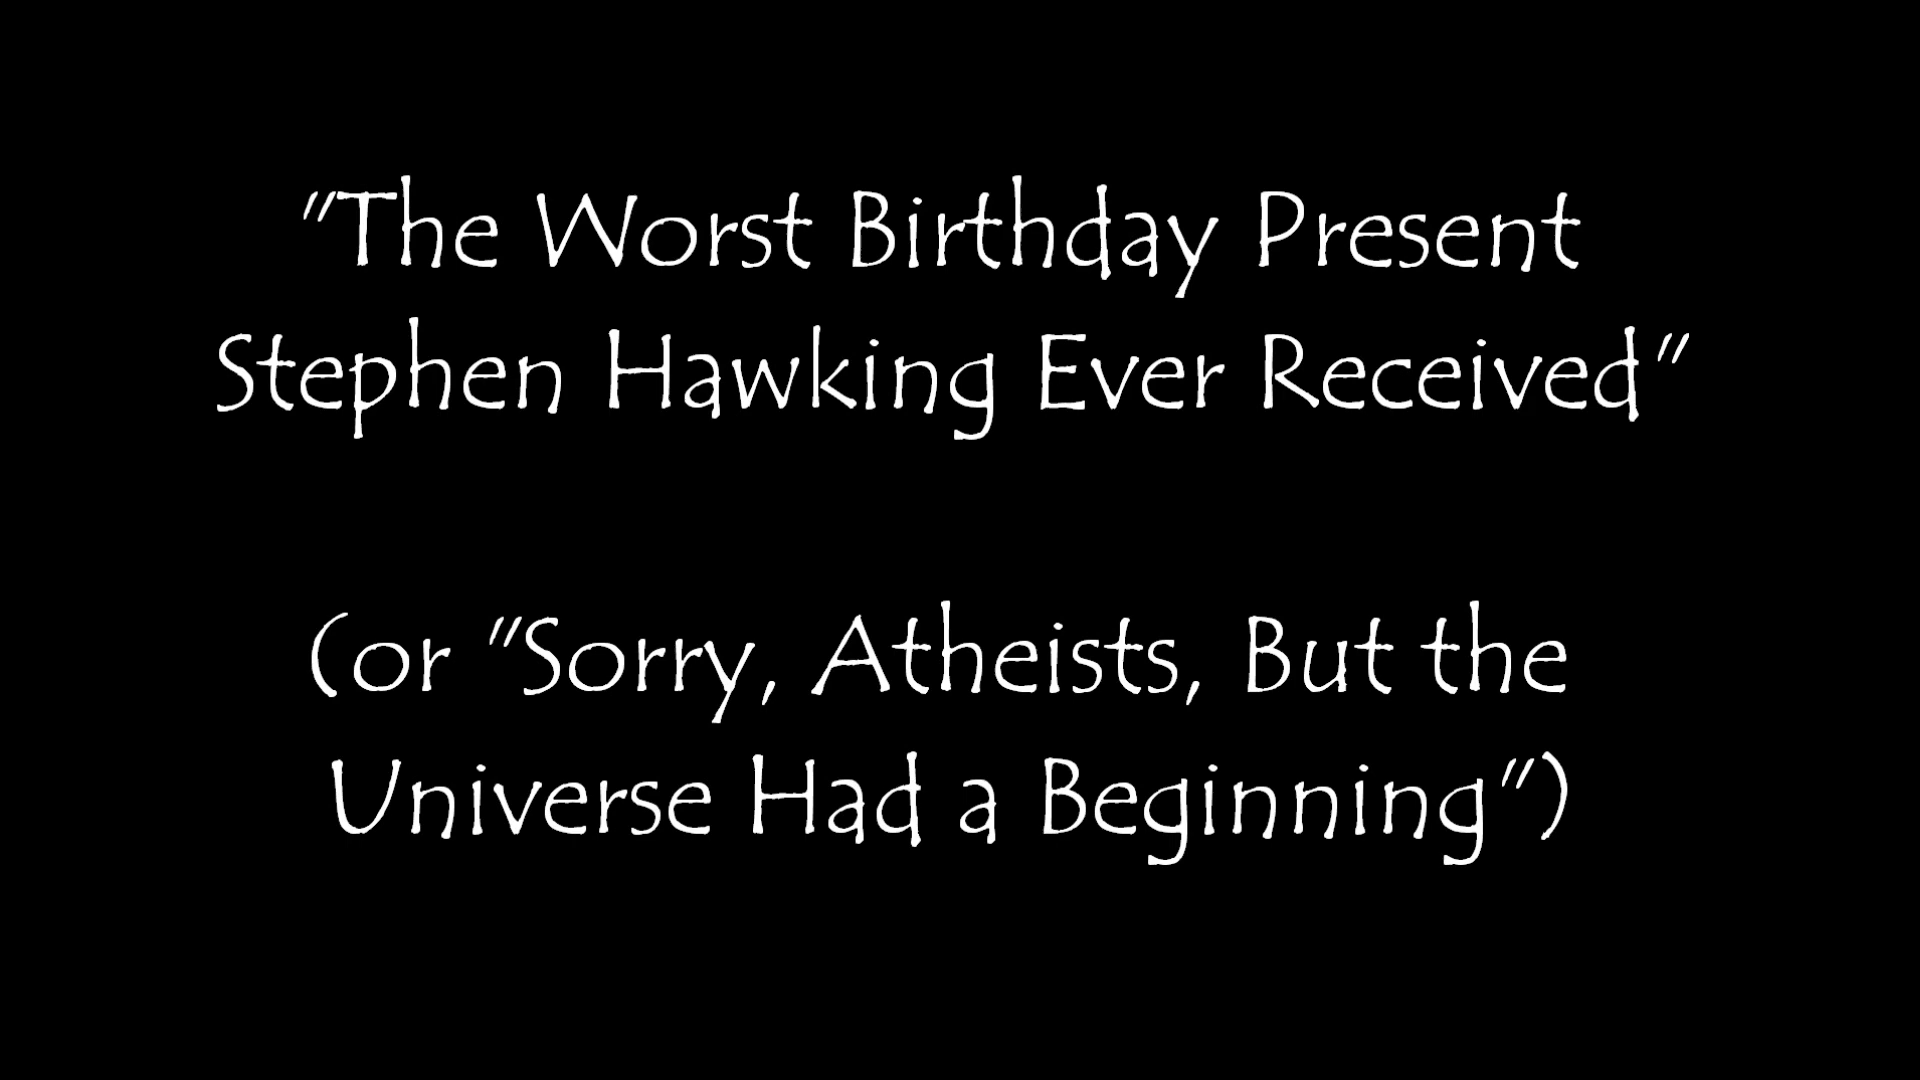 "The Worst Birthday Present
Stephen Hawking Ever Received"
(or "Sorry, Atheists, But the
Universe Had a Beginning")